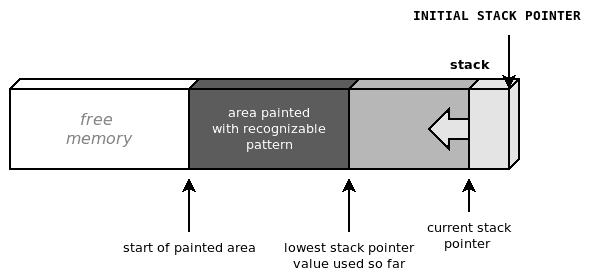 INITIAL STACK POINTER
stack
free
memory
area painted
with recognizable
pattern
start of painted area
lowest stack pointer
value used so far
current stack
pointer